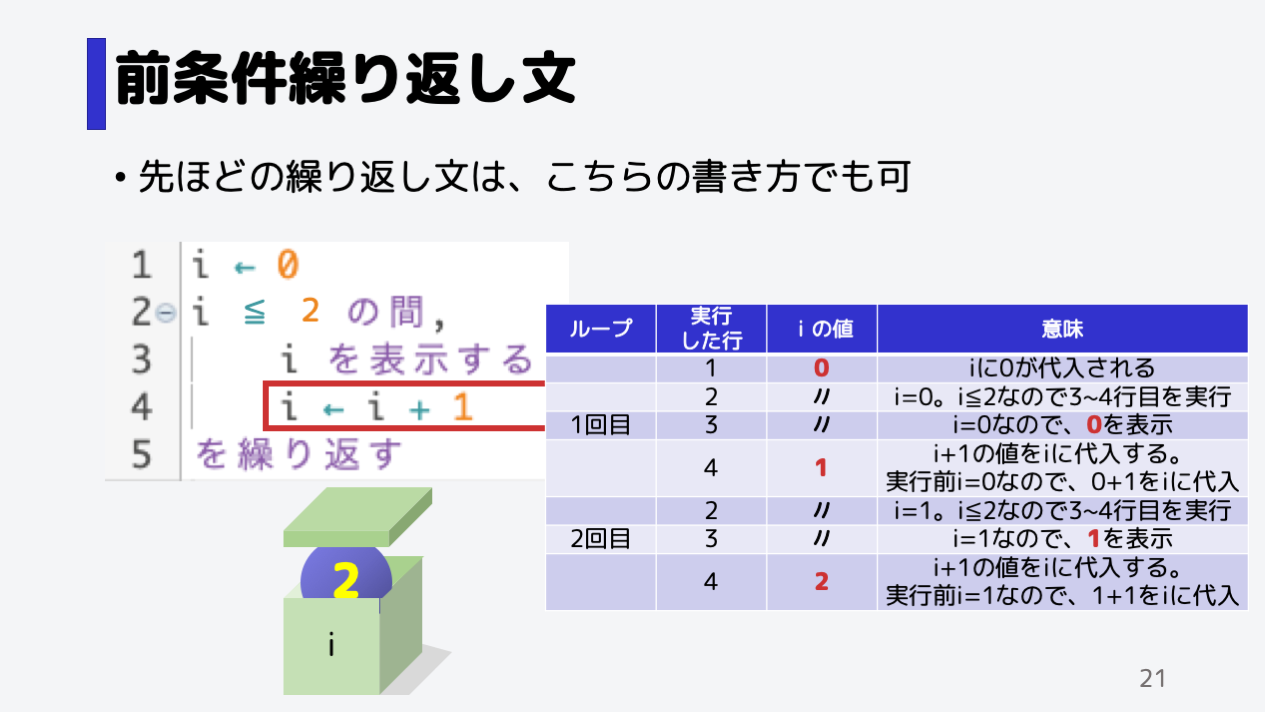 前条件繰り返し文
• 先ほどの繰り返し文は、こちらの書き方でも可
1 i ← 0
2 i ≦ 2 の間,
3 i を表示する
4 i ← i + 1
5 を繰り返す
2
i
ループ 実行した行 i の値 意味
1 0 iに0が代入される
2 〃 i=0。i≦2なので3~4行目を実行
1回目 3 〃 i=0なので、0を表示
4 1 i+1の値をiに代入する。
実行前i=0なので、0+1をiに代入
2 〃 i=1。i≦2なので3~4行目を実行
2回目 3 〃 i=1なので、1を表示
4 2 i+1の値をiに代入する。
実行前i=1なので、1+1をiに代入
21